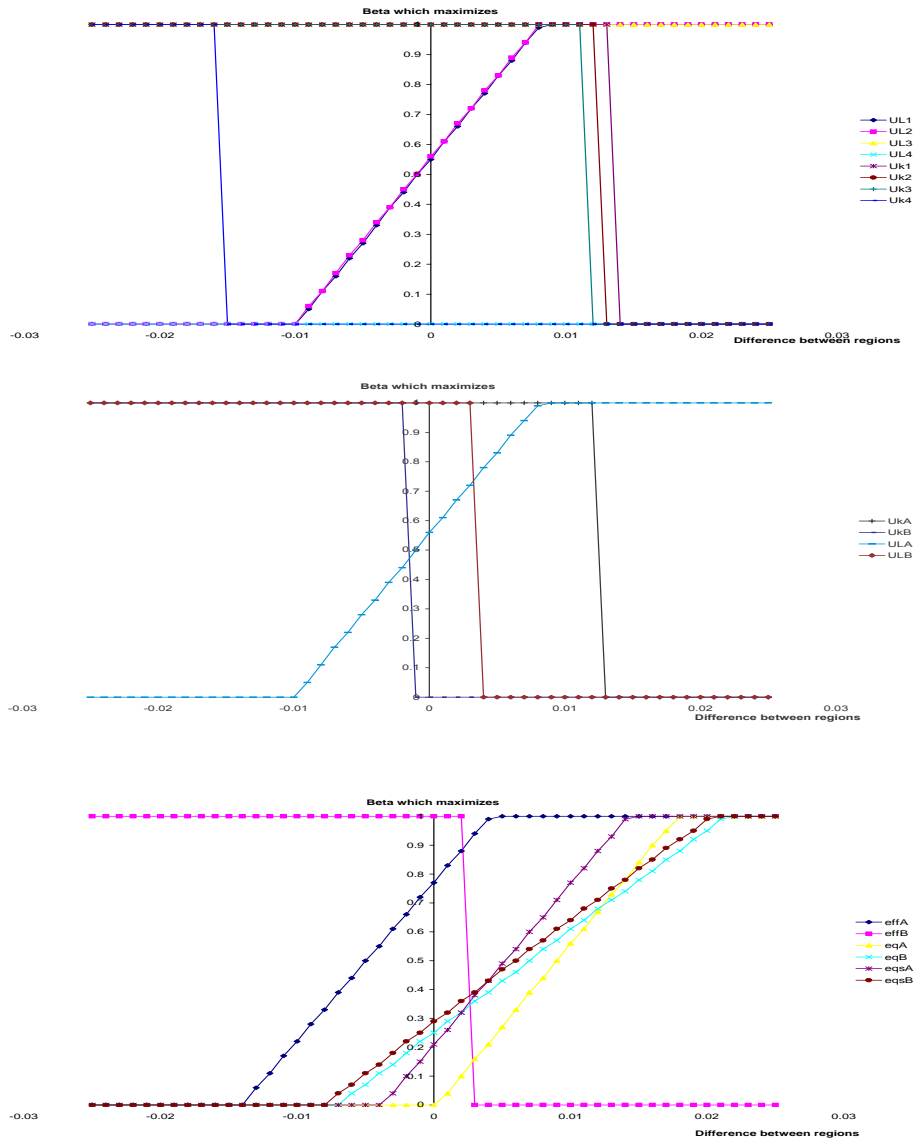 Beta which maximizes
1
0.9
0.8
0.7
0.6
0.5
0.4
0.3
0.2
0.1
0
-0.03
-0.02
-0.01
0
0.01
0.02
0.03
Difference between regions
UL1
UL2
UL3
UL4
Uk1
Uk2
Uk3
Uk4
Beta which maximizes
1
0.9
0.8
0.7
0.6
0.5
0.4
0.3
0.2
0.1
0
-0.03
-0.02
-0.01
0
0.01
0.02
0.03
Difference between regions
UkA
UkB
ULA
ULB
Beta which maximizes
1
0.9
0.8
0.7
0.6
0.5
0.4
0.3
0.2
0.1
0
-0.03
-0.02
-0.01
0
0.01
0.02
0.03
Difference between regions
effA
effB
eqA
eqB
eqsA
eqsB